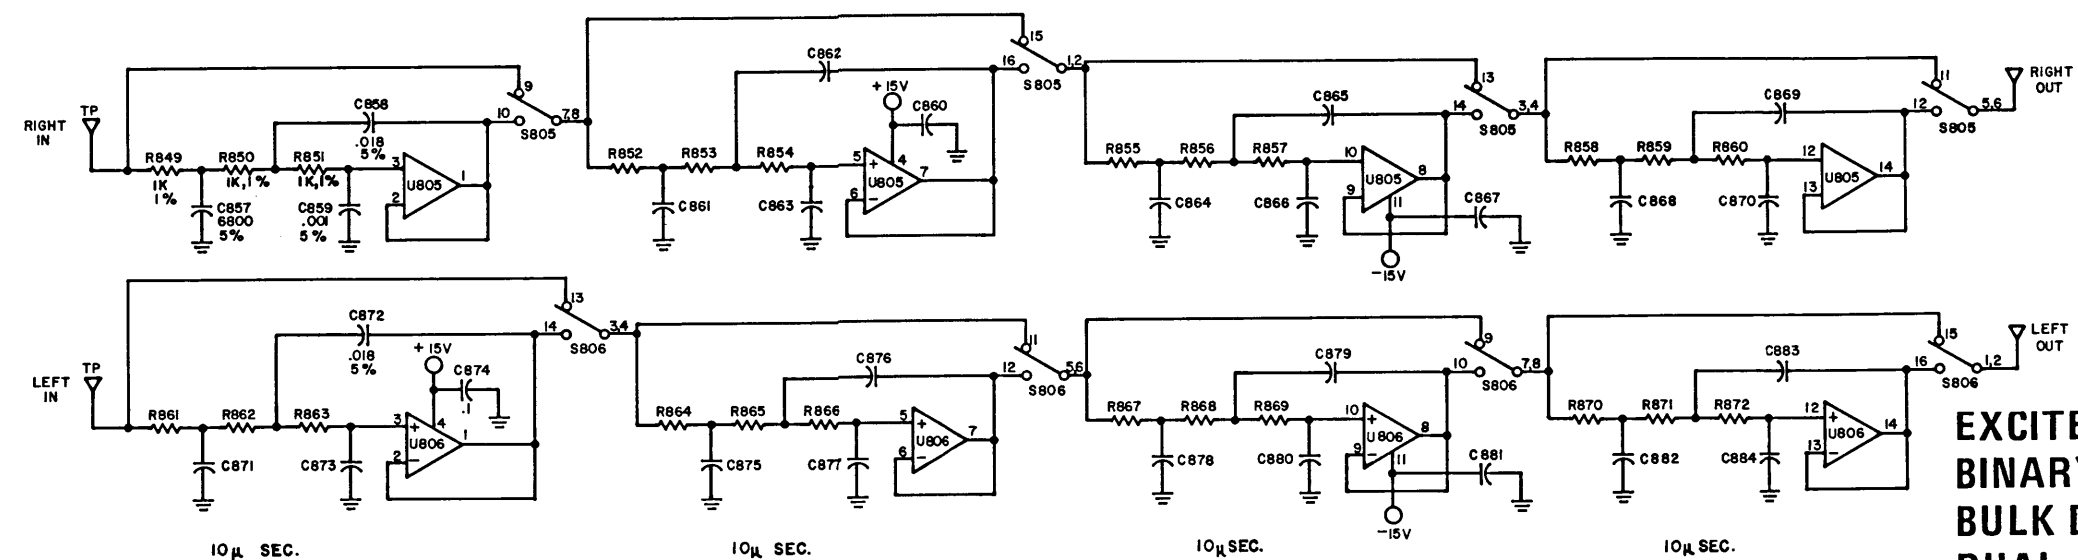 RIGHT
IN
TP
R849
1K
1%
C857
6800
5%
R850
1K,1%
R851
1K,1%
C858
.018
5%
C859
.001
5%
3
2
U805
1
9
10
S805
7,8
R852
C861
R853
R854
C862
C863
+15V
C860
5
+
6
−
4
U805
7
15
16
S805
1,2
R855
C864
R856
R857
C865
C866
10
9
U805
8
11
C867
−15V
13
14
S805
3,4
R858
C868
R859
R860
C869
C870
12
13
U805
14
11
12
S805
5,6
RIGHT
OUT
LEFT
IN
TP
R861
C871
R862
R863
C872
.018
5%
C873
+15V
C874
.1
3
+
2
−
4
U806
1
13
14
S806
3,4
R864
C875
R865
R866
C876
C877
5
+
6
−
U806
7
11
12
S806
5,6
R867
C878
R868
R869
C879
C880
10
+
9
−
U806
8
11
C881
−15V
9
10
S806
7,8
R870
C882
R871
R872
C883
C884
12
+
13
−
U806
14
15
16
S806
1,2
LEFT
OUT
10μ SEC.
10μ SEC.
10μSEC.
10μ SEC.
EXCITE
BINARY
BULK